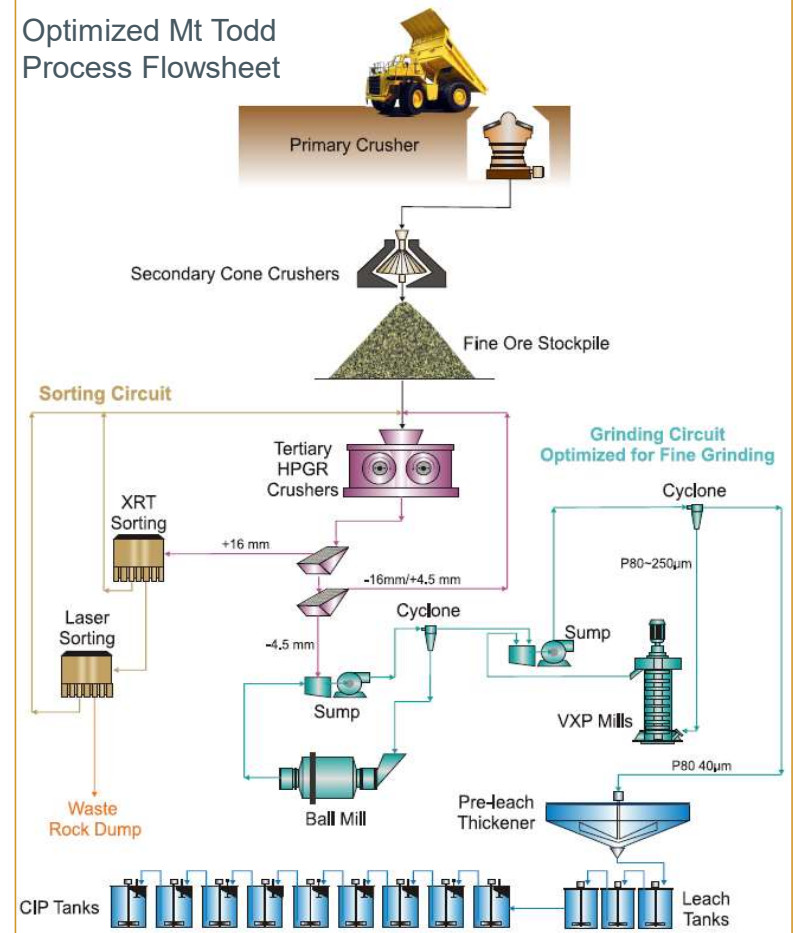 Optimized Mt Todd
Process Flowsheet
Primary Crusher
Secondary Cone Crushers
Fine Ore Stockpile
Sorting Circuit
Tertiary
HPGR
Crushers
Grinding Circuit
Optimized for Fine Grinding
Cyclone
XRT
Sorting
+16 mm
P80~250µm
-16mm/+4.5 mm
Laser
Sorting
Cyclone
-4.5 mm
Sump
Sump
VXP Mills
P80 40µm
Waste
Rock Dump
Ball Mill
Pre-leach
Thickener
CIP Tanks
Leach
Tanks